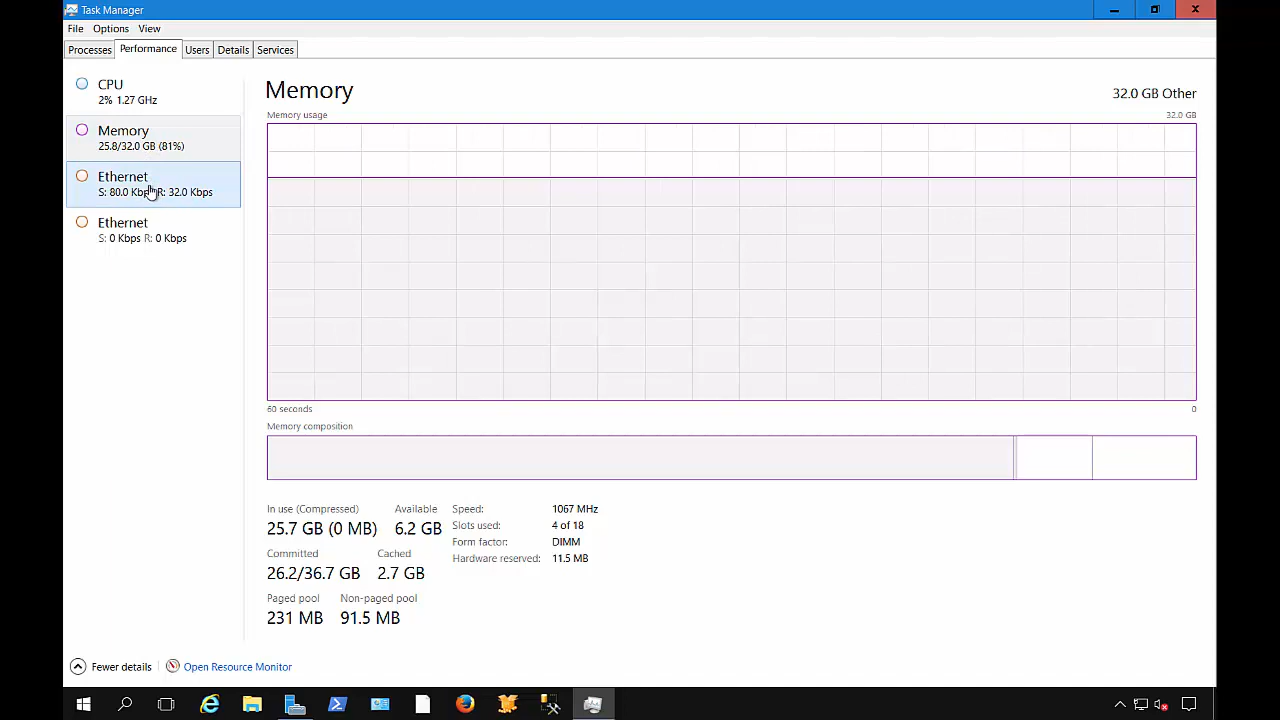 Task Manager
File Options View
Processes Performance Users Details Services
CPU
2% 1.27 GHz
Memory
25.8/32.0 GB (81%)
Ethernet
S: 80.0 Kbps R: 32.0 Kbps
Ethernet
S: 0 Kbps R: 0 Kbps
Memory 32.0 GB Other
Memory usage 32.0 GB
60 seconds 0
Memory composition
In use (Compressed) Available
25.7 GB (0 MB) 6.2 GB
Committed Cached
26.2/36.7 GB 2.7 GB
Paged pool Non-paged pool
231 MB 91.5 MB
Speed: 1067 MHz
Slots used: 4 of 18
Form factor: DIMM
Hardware reserved: 11.5 MB
Fewer details Open Resource Monitor